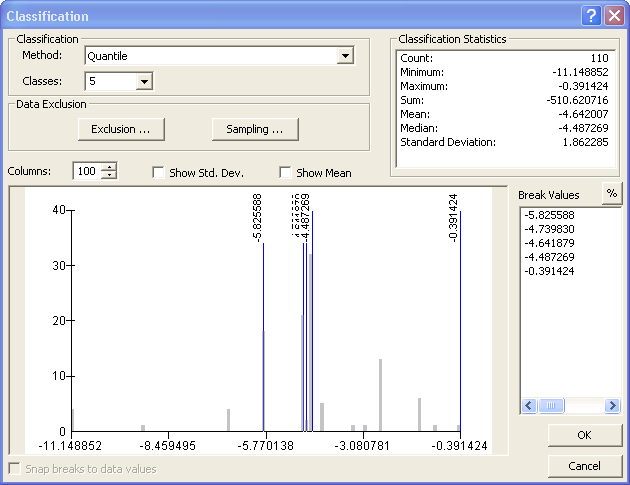 Classification
Classification
Method: Quantile
Classes: 5
Data Exclusion
Exclusion ...
Sampling ...
Classification Statistics
Count: 110
Minimum: -11.148852
Maximum: -0.391424
Sum: -510.620716
Mean: -4.642007
Median: -4.487269
Standard Deviation: 1.862285
Columns: 100
Show Std. Dev.
Show Mean
Break Values
%
-5.825588
-4.739830
-4.641879
-4.487269
-0.391424
-5.825588
-4.487269
-0.391424
40
30
20
10
0
-11.148852 -8.459495 -5.770138 -3.080781 -0.391424
Snap breaks to data values
OK
Cancel